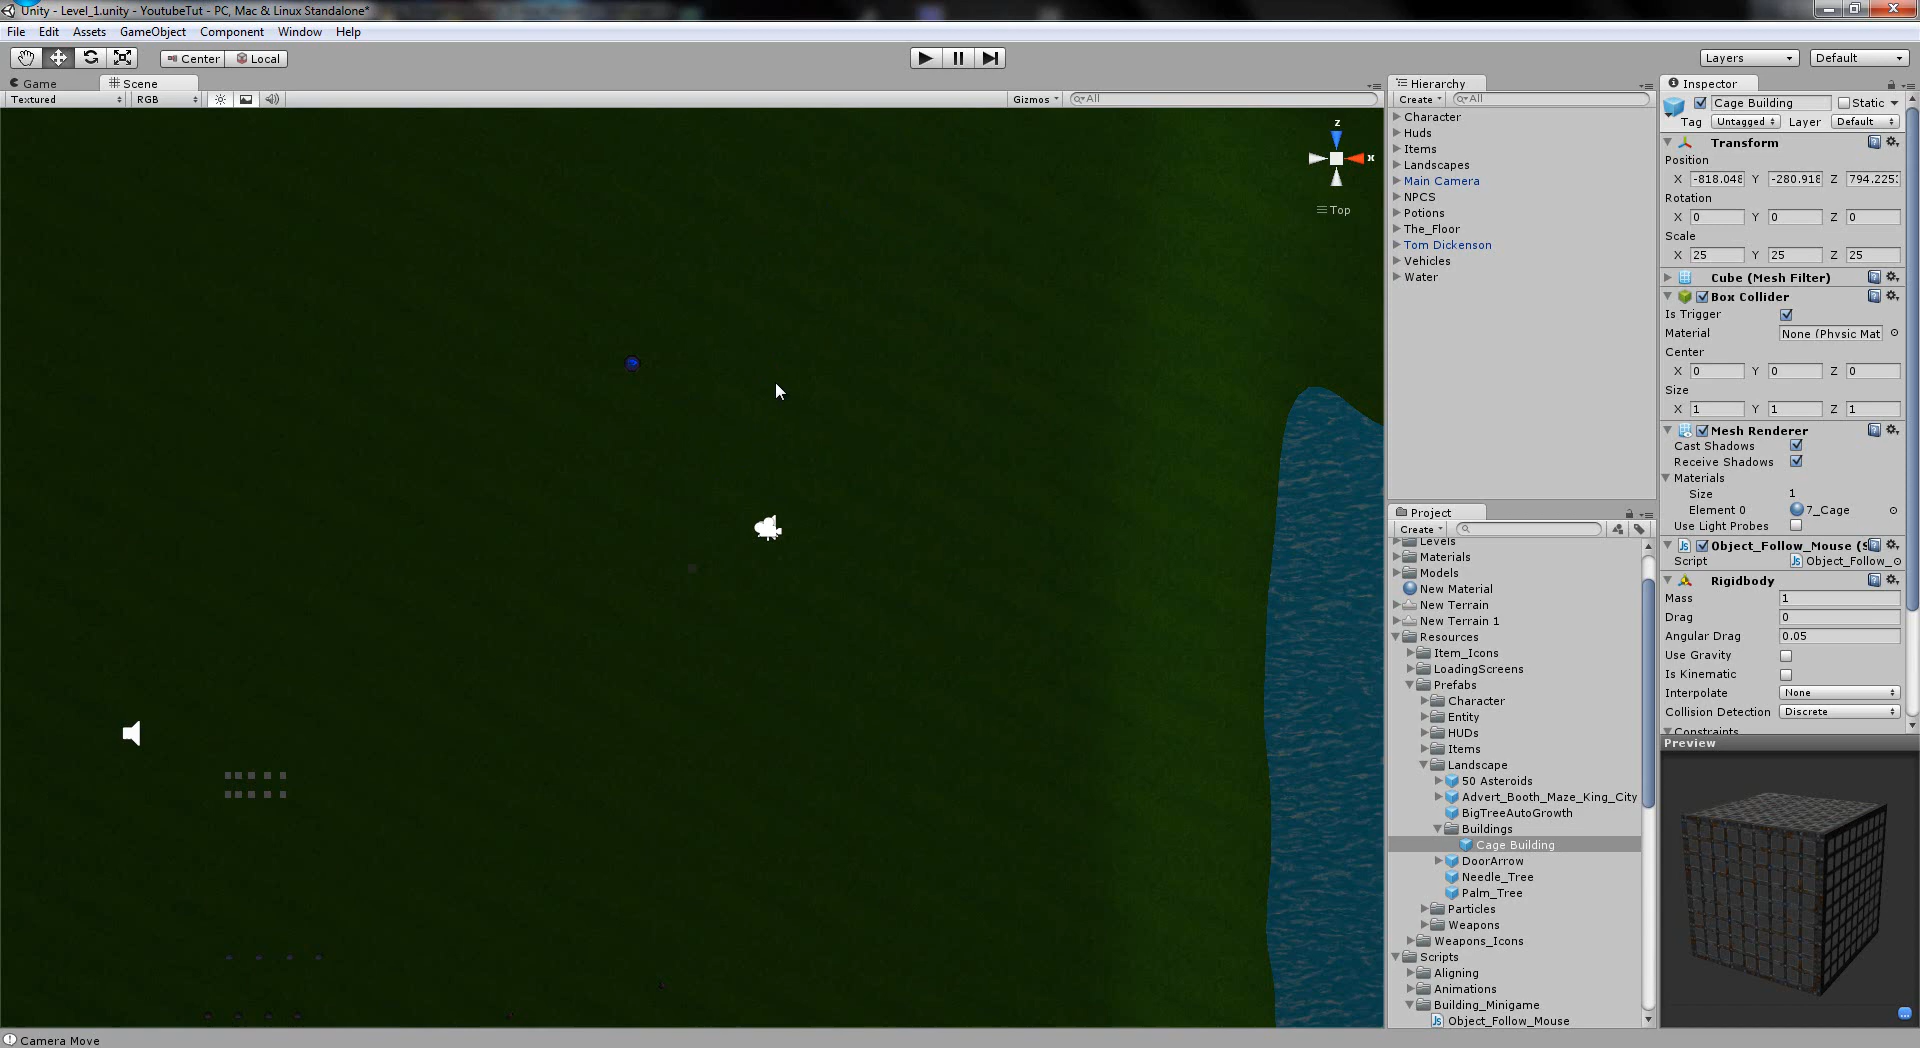 Unity - Level_1.unity - YoutubeTut - PC, Mac & Linux Standalone*
File Edit Assets GameObject Component Window Help
Center Local
Layers Default
Game Scene
Textured RGB Gizmos All
Z
X
Top
Hierarchy
Create All
Character
Huds
Items
Landscapes
Main Camera
NPCS
Potions
The_Floor
Tom Dickenson
Vehicles
Water
Project
Create
Levels
Materials
Models
New Material
New Terrain
New Terrain 1
Resources
Item_Icons
LoadingScreens
Prefabs
Character
Entity
HUDs
Items
Landscape
50 Asteroids
Advert_Booth_Maze_King_City
BigTreeAutoGrowth
Buildings
Cage Building
DoorArrow
Needle_Tree
Palm_Tree
Particles
Weapons
Weapons_Icons
Scripts
Aligning
Animations
Building_Minigame
Object_Follow_Mouse
Inspector
Cage Building Static
Tag Untagged Layer Default
Transform
Position
X -818.048 Y -280.918 Z 794.225
Rotation
X 0 Y 0 Z 0
Scale
X 25 Y 25 Z 25
Cube (Mesh Filter)
Box Collider
Is Trigger
Material None (Physic Mat
Center
X 0 Y 0 Z 0
Size
X 1 Y 1 Z 1
Mesh Renderer
Cast Shadows
Receive Shadows
Materials
Size 1
Element 0 7_Cage
Use Light Probes
Object_Follow_Mouse (S
Script Object_Follow_
Rigidbody
Mass 1
Drag 0
Angular Drag 0.05
Use Gravity
Is Kinematic
Interpolate None
Collision Detection Discrete
Constraints
Preview
Camera Move